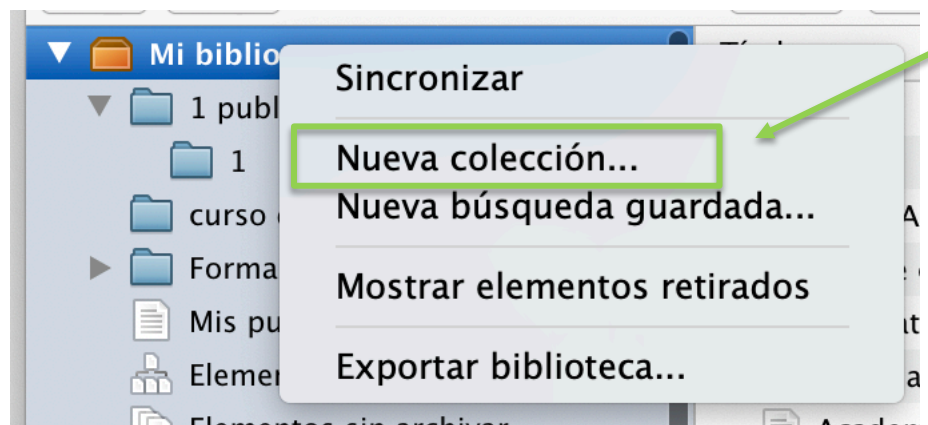 Mi biblio
Sincronizar
1 publ
Nueva colección...
1
Nueva búsqueda guardada...
curso
Forma
Mostrar elementos retirados
Mis pu
Exportar biblioteca...
Elemen